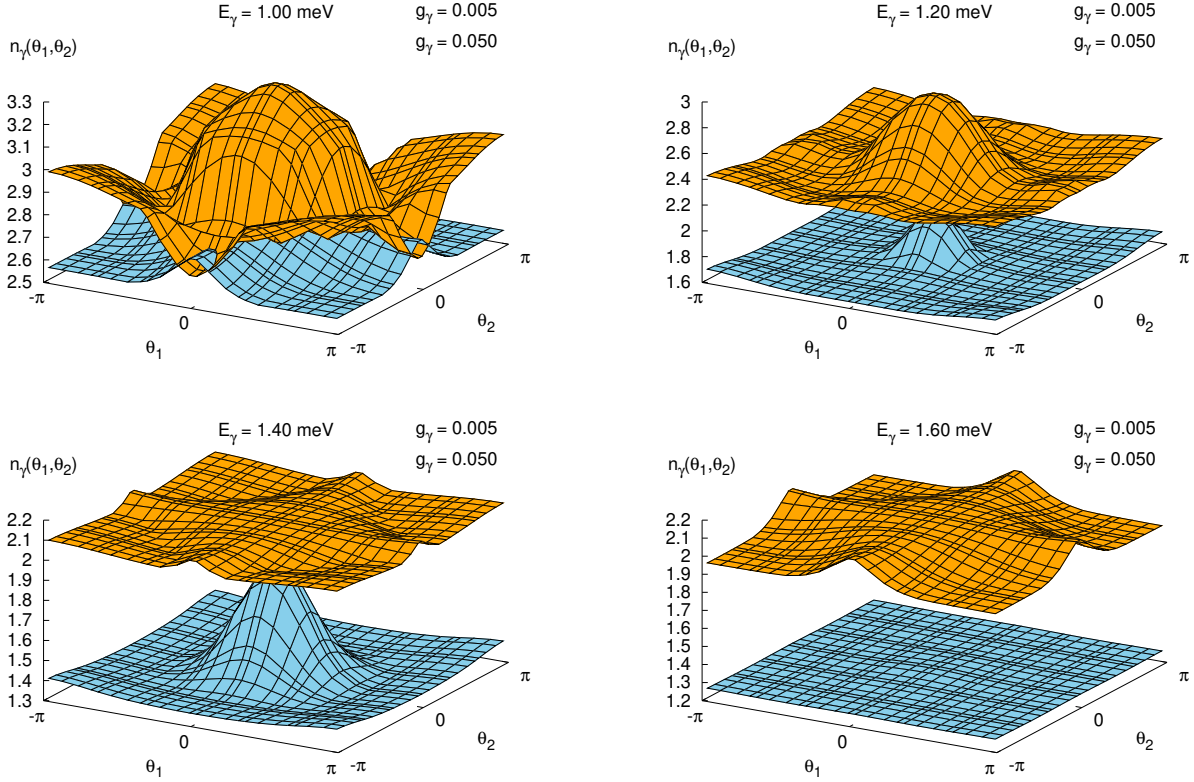 E_γ = 1.00 meV
g_γ = 0.005
g_γ = 0.050
n_γ(θ_1,θ_2)
3.3
3.2
3.1
3
2.9
2.8
2.7
2.6
2.5
-π
0
π
θ_1
-π
0
π
θ_2
E_γ = 1.20 meV
g_γ = 0.005
g_γ = 0.050
n_γ(θ_1,θ_2)
3
2.8
2.6
2.4
2.2
2
1.8
1.6
-π
0
π
θ_1
-π
0
π
θ_2
E_γ = 1.40 meV
g_γ = 0.005
g_γ = 0.050
n_γ(θ_1,θ_2)
2.2
2.1
2
1.9
1.8
1.7
1.6
1.5
1.4
1.3
-π
0
π
θ_1
-π
0
π
θ_2
E_γ = 1.60 meV
g_γ = 0.005
g_γ = 0.050
n_γ(θ_1,θ_2)
2.2
2.1
2
1.9
1.8
1.7
1.6
1.5
1.4
1.3
1.2
-π
0
π
θ_1
-π
0
π
θ_2